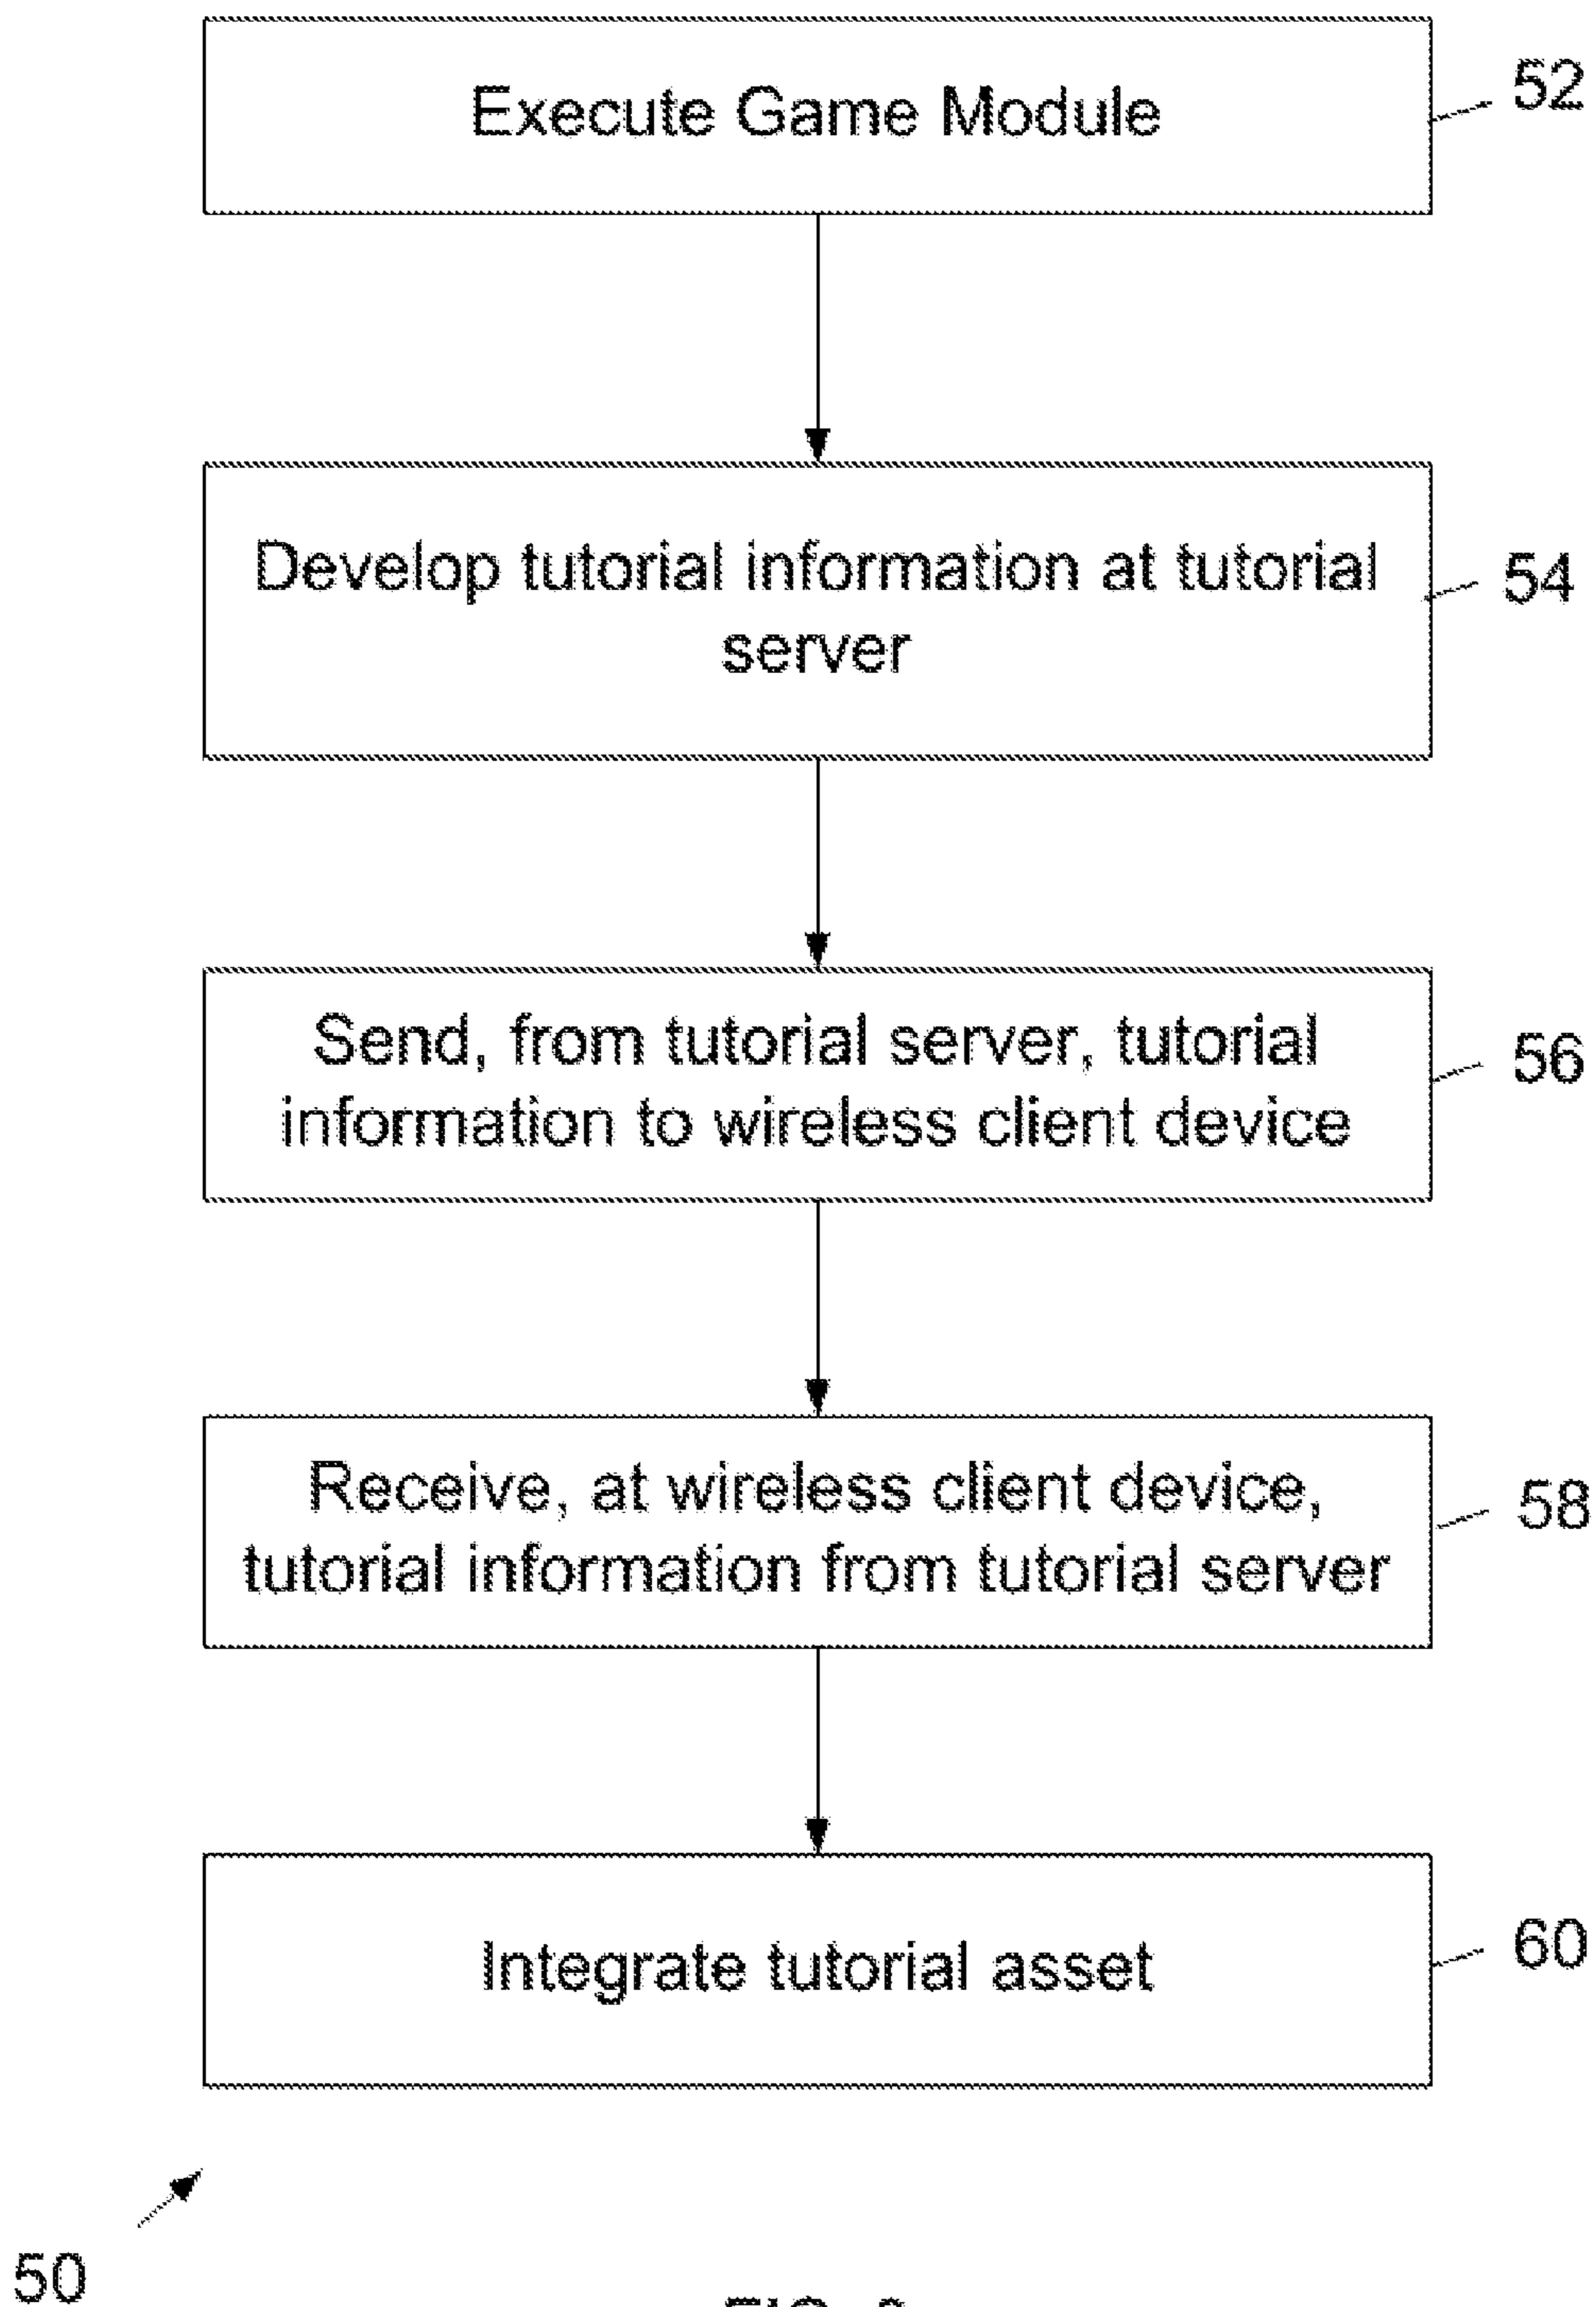 Execute Game Module
52
Develop tutorial information at tutorial
server
54
Send, from tutorial server, tutorial
information to wireless client device
56
Receive, at wireless client device,
tutorial information from tutorial server
58
Integrate tutorial asset
60
50